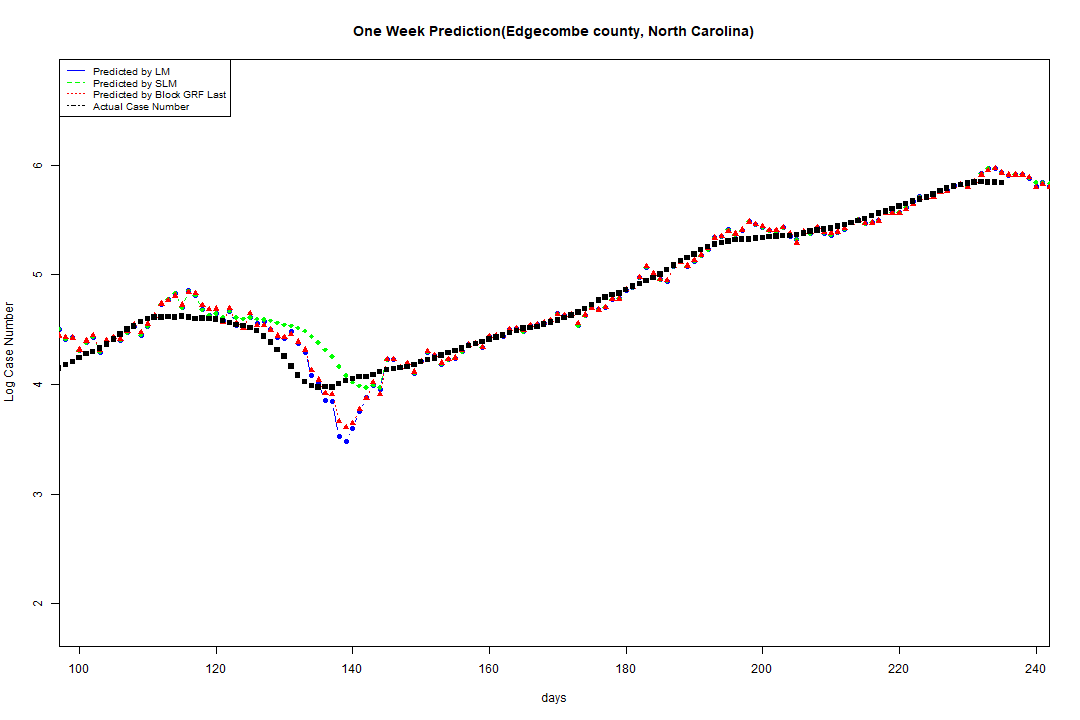 One Week Prediction(Edgecombe county, North Carolina)
Predicted by LM
Predicted by SLM
Predicted by Block GRF Last
Actual Case Number
6
5
4
3
2
Log Case Number
100 120 140 160 180 200 220 240
days